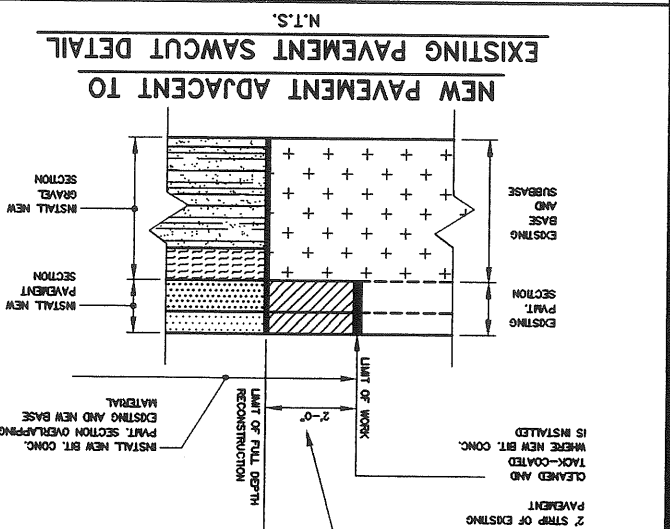 2' STRIP OF EXISTING
PAVEMENT
CLEANED AND
TACK-COATED
WHERE NEW BIT. CONC.
IS INSTALLED
INSTALL NEW BIT. CONC.
PVMT. SECTION OVERLAPPING
EXISTING AND NEW BASE
MATERIAL
LIMIT OF WORK
2'-0"
LIMIT OF FULL DEPTH
RECONSTRUCTION
EXISTING
PVMT.
SECTION
INSTALL NEW
PAVEMENT
SECTION
EXISTING
BASE
AND
SUBBASE
INSTALL NEW
GRAVEL
SECTION
NEW PAVEMENT ADJACENT TO
EXISTING PAVEMENT SAWCUT DETAIL
N.T.S.